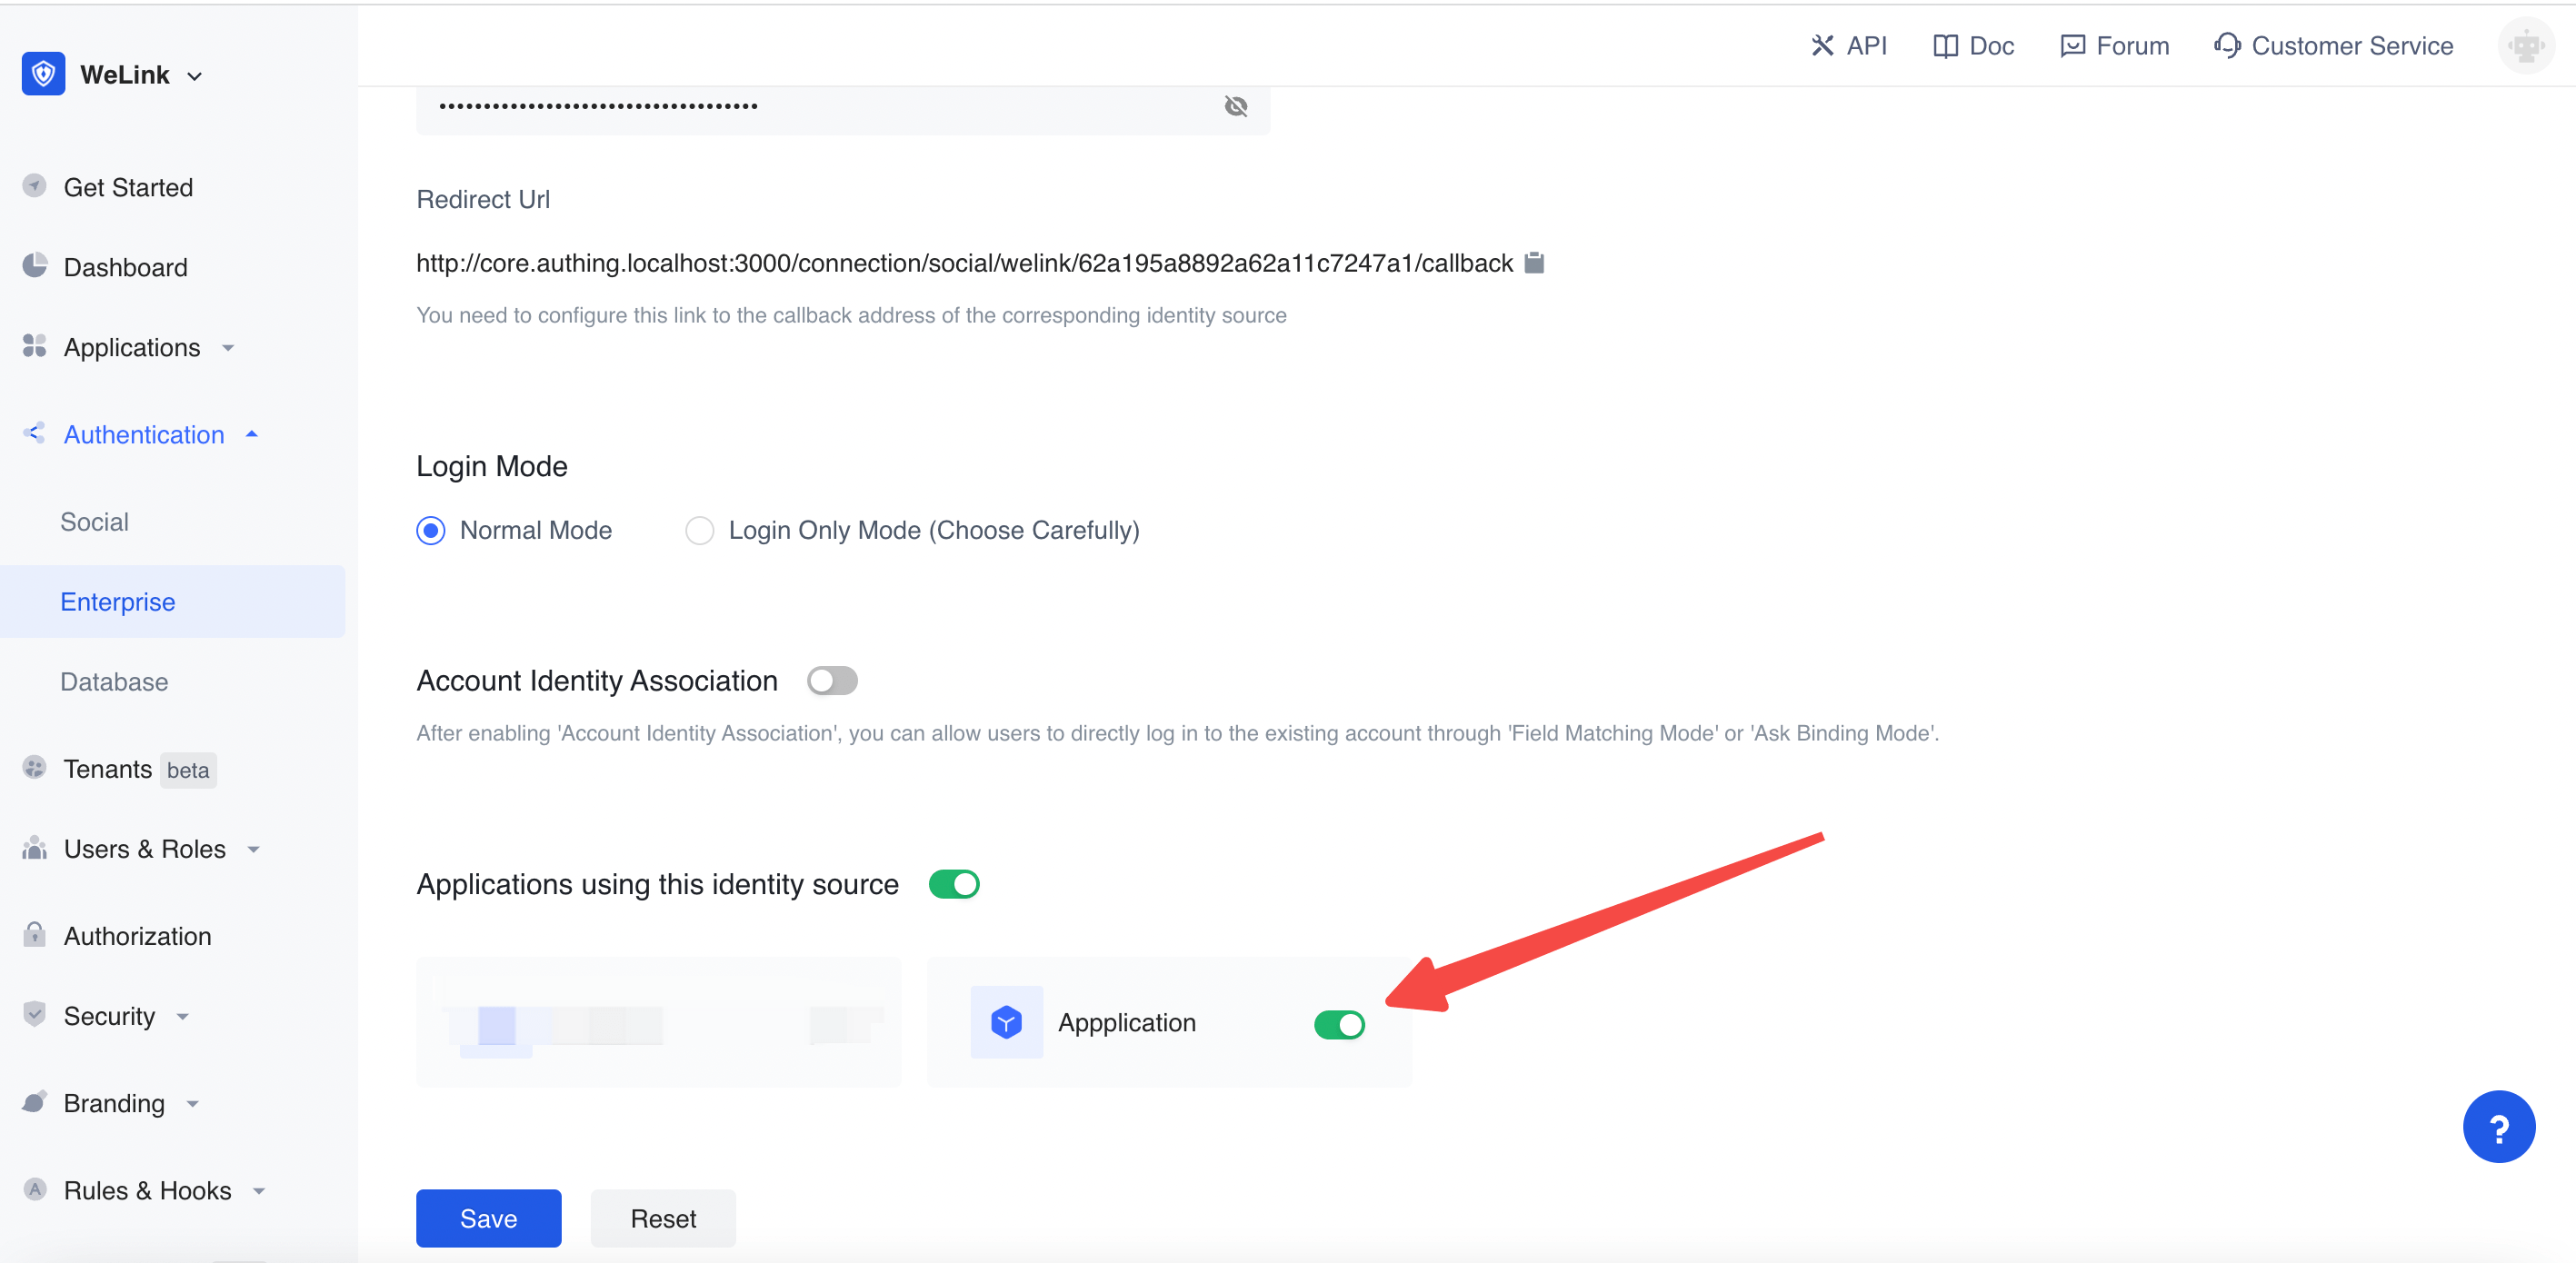 WeLink
API
Doc
Forum
Customer Service
Get Started
Dashboard
Applications
Authentication
Social
Enterprise
Database
Tenants beta
Users & Roles
Authorization
Security
Branding
Rules & Hooks
••••••••••••••••••••••••••••••••••••
Redirect Url
http://core.authing.localhost:3000/connection/social/welink/62a195a8892a62a11c7247a1/callback
You need to configure this link to the callback address of the corresponding identity source
Login Mode
Normal Mode
Login Only Mode (Choose Carefully)
Account Identity Association
After enabling 'Account Identity Association', you can allow users to directly log in to the existing account through 'Field Matching Mode' or 'Ask Binding Mode'.
Applications using this identity source
Appplication
Save
Reset
?